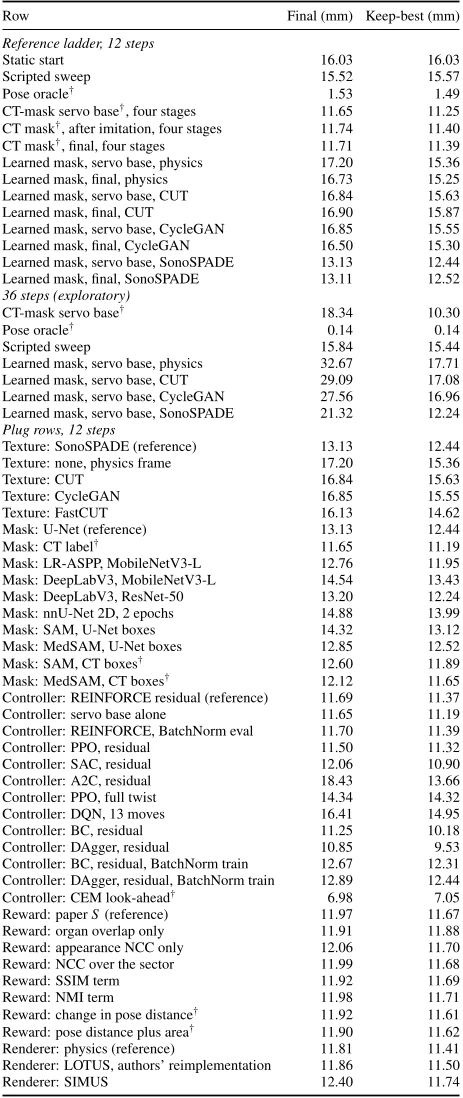 Row Final (mm) Keep-best (mm)
Reference ladder, 12 steps
Static start 16.03 16.03
Scripted sweep 15.52 15.57
Pose oracle† 1.53 1.49
CT-mask servo base†, four stages 11.65 11.25
CT mask†, after imitation, four stages 11.74 11.40
CT mask†, final, four stages 11.71 11.39
Learned mask, servo base, physics 17.20 15.36
Learned mask, final, physics 16.73 15.25
Learned mask, servo base, CUT 16.84 15.63
Learned mask, final, CUT 16.90 15.87
Learned mask, servo base, CycleGAN 16.85 15.55
Learned mask, final, CycleGAN 16.50 15.30
Learned mask, servo base, SonoSPADE 13.13 12.44
Learned mask, final, SonoSPADE 13.11 12.52
36 steps (exploratory)
CT-mask servo base† 18.34 10.30
Pose oracle† 0.14 0.14
Scripted sweep 15.84 15.44
Learned mask, servo base, physics 32.67 17.71
Learned mask, servo base, CUT 29.09 17.08
Learned mask, servo base, CycleGAN 27.56 16.96
Learned mask, servo base, SonoSPADE 21.32 12.24
Plug rows, 12 steps
Texture: SonoSPADE (reference) 13.13 12.44
Texture: none, physics frame 17.20 15.36
Texture: CUT 16.84 15.63
Texture: CycleGAN 16.85 15.55
Texture: FastCUT 16.13 14.62
Mask: U-Net (reference) 13.13 12.44
Mask: CT label† 11.65 11.19
Mask: LR-ASPP, MobileNetV3-L 12.76 11.95
Mask: DeepLabV3, MobileNetV3-L 14.54 13.43
Mask: DeepLabV3, ResNet-50 13.20 12.24
Mask: nnU-Net 2D, 2 epochs 14.88 13.99
Mask: SAM, U-Net boxes 14.32 13.12
Mask: MedSAM, U-Net boxes 12.85 12.52
Mask: SAM, CT boxes† 12.60 11.89
Mask: MedSAM, CT boxes† 12.12 11.65
Controller: REINFORCE residual (reference) 11.69 11.37
Controller: servo base alone 11.65 11.19
Controller: REINFORCE, BatchNorm eval 11.70 11.39
Controller: PPO, residual 11.50 11.32
Controller: SAC, residual 12.06 10.90
Controller: A2C, residual 18.43 13.66
Controller: PPO, full twist 14.34 14.32
Controller: DQN, 13 moves 16.41 14.95
Controller: BC, residual 11.25 10.18
Controller: DAgger, residual 10.85 9.53
Controller: BC, residual, BatchNorm train 12.67 12.31
Controller: DAgger, residual, BatchNorm train 12.89 12.44
Controller: CEM look-ahead† 6.98 7.05
Reward: paper S (reference) 11.97 11.67
Reward: organ overlap only 11.91 11.88
Reward: appearance NCC only 12.06 11.70
Reward: NCC over the sector 11.99 11.68
Reward: SSIM term 11.92 11.69
Reward: NMI term 11.98 11.71
Reward: change in pose distance† 11.92 11.61
Reward: pose distance plus area† 11.90 11.62
Renderer: physics (reference) 11.81 11.41
Renderer: LOTUS, authors' reimplementation 11.86 11.50
Renderer: SIMUS 12.40 11.74